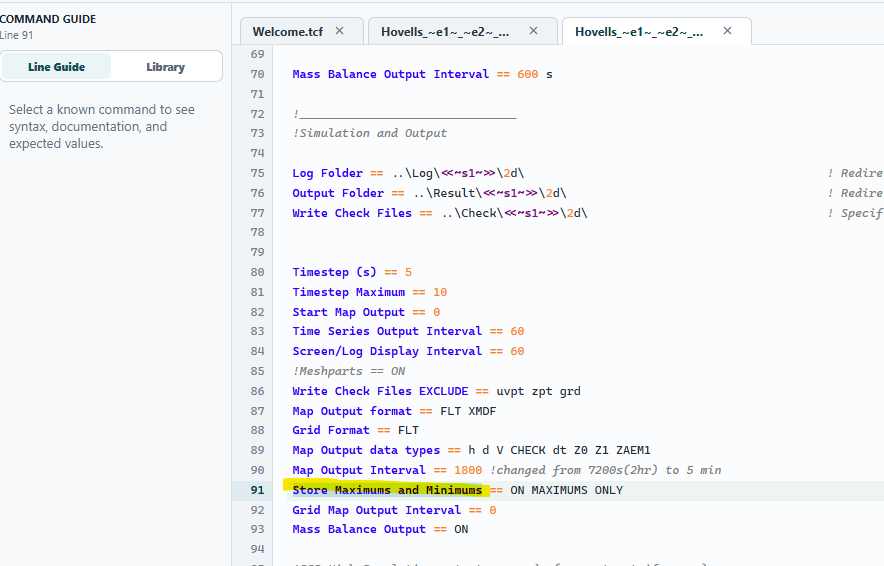 COMMAND GUIDE
Line 91
Line Guide Library
Select a known command to see
syntax, documentation, and
expected values.
Welcome.tcf × Hovells_~e1~_~e2~_... × Hovells_~e1~_~e2~_... ×
69
70 Mass Balance Output Interval == 600 s
71
72 !_______________________________
73 !Simulation and Output
74
75 Log Folder == ..\Log\<<~s1~>>\2d\ ! Redire
76 Output Folder == ..\Result\<<~s1~>>\2d\ ! Redire
77 Write Check Files == ..\Check\<<~s1~>>\2d\ ! Specif
78
79
80 Timestep (s) == 5
81 Timestep Maximum == 10
82 Start Map Output == 0
83 Time Series Output Interval == 60
84 Screen/Log Display Interval == 60
85 !Meshparts == ON
86 Write Check Files EXCLUDE == uvpt zpt grd
87 Map Output format == FLT XMDF
88 Grid Format == FLT
89 Map Output data types == h d V CHECK dt Z0 Z1 ZAEM1
90 Map Output Interval == 1800 !changed from 7200s(2hr) to 5 min
91 Store Maximums and Minimums == ON MAXIMUMS ONLY
92 Grid Map Output Interval == 0
93 Mass Balance Output == ON
94